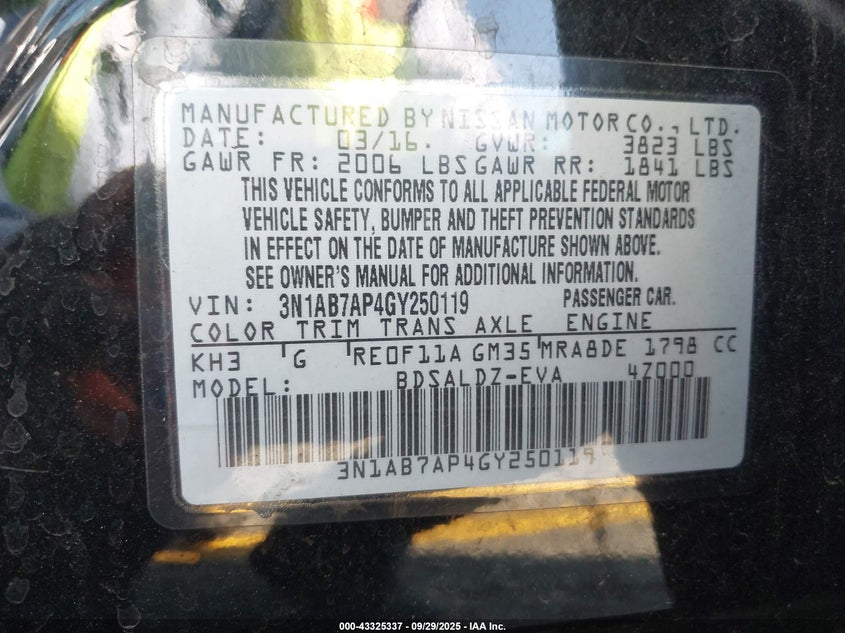 MANUFACTURED BY NISSAN MOTOR CO., LTD.
DATE: 03/16. GVWR: 3823 LBS
GAWR FR: 2006 LBS GAWR RR: 1841 LBS
THIS VEHICLE CONFORMS TO ALL APPLICABLE FEDERAL MOTOR
VEHICLE SAFETY, BUMPER AND THEFT PREVENTION STANDARDS
IN EFFECT ON THE DATE OF MANUFACTURE SHOWN ABOVE.
SEE OWNER'S MANUAL FOR ADDITIONAL INFORMATION.
VIN: 3N1AB7AP4GY250119 PASSENGER CAR.
COLOR TRIM TRANS AXLE ENGINE
KH3 G RE0F11A GM35 MRA8DE 1798 CC
MODEL: BDSALDZ-EVA 4Z000
3N1AB7AP4GY250119
000-43325337 - 09/29/2025 - IAA Inc.